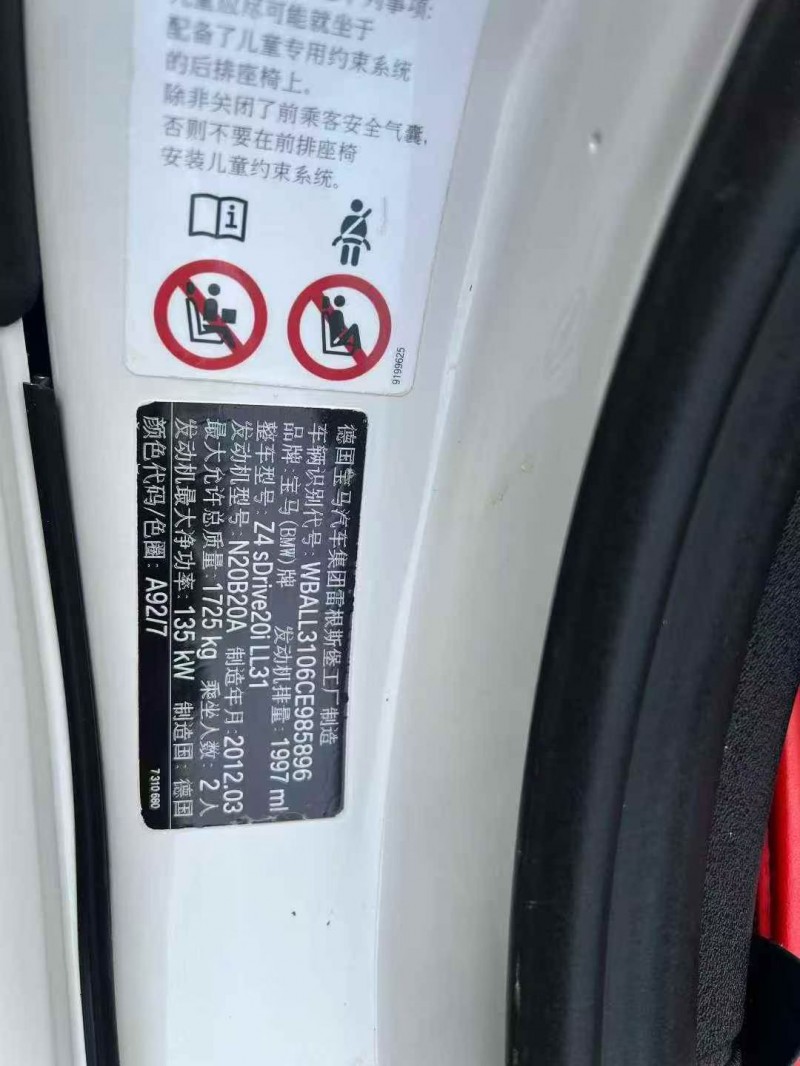 儿童应尽可能就坐于
配备了儿童专用约束系统
的后排座椅上。
除非关闭了前乘客安全气囊,
否则不要在前排座椅
安装儿童约束系统。
9199625
德国宝马汽车集团雷根斯堡工厂 制造
车辆识别代号: WBALL3106CE985896
品牌: 宝马(BMW)牌 发动机排量: 1997 ml
整车型号: Z4 sDrive20i LL31
发动机型号: N20B20A 制造年月: 2012.03
最大允许总质量: 1725 kg 乘坐人数: 2 人
发动机最大净功率: 135 kW 制造国: 德国
颜色代码/色圈: A92/7
7 310 680